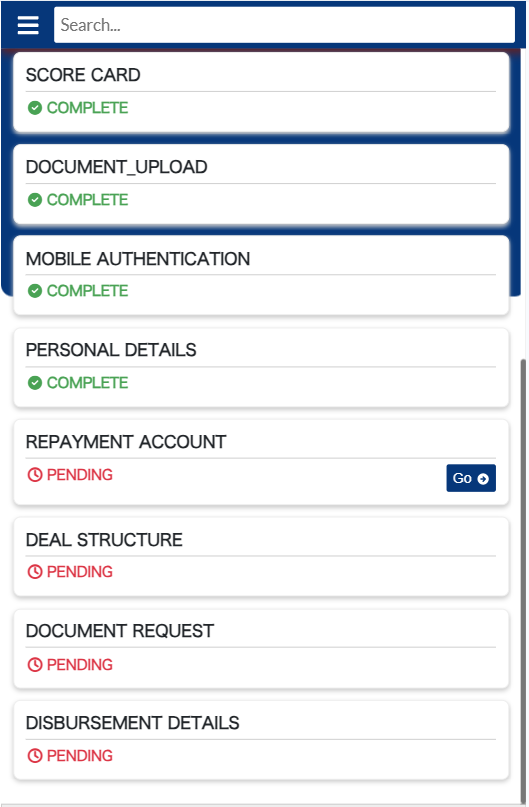 Search...
SCORE CARD
COMPLETE
DOCUMENT_UPLOAD
COMPLETE
MOBILE AUTHENTICATION
COMPLETE
PERSONAL DETAILS
COMPLETE
REPAYMENT ACCOUNT
PENDING
Go
DEAL STRUCTURE
PENDING
DOCUMENT REQUEST
PENDING
DISBURSEMENT DETAILS
PENDING